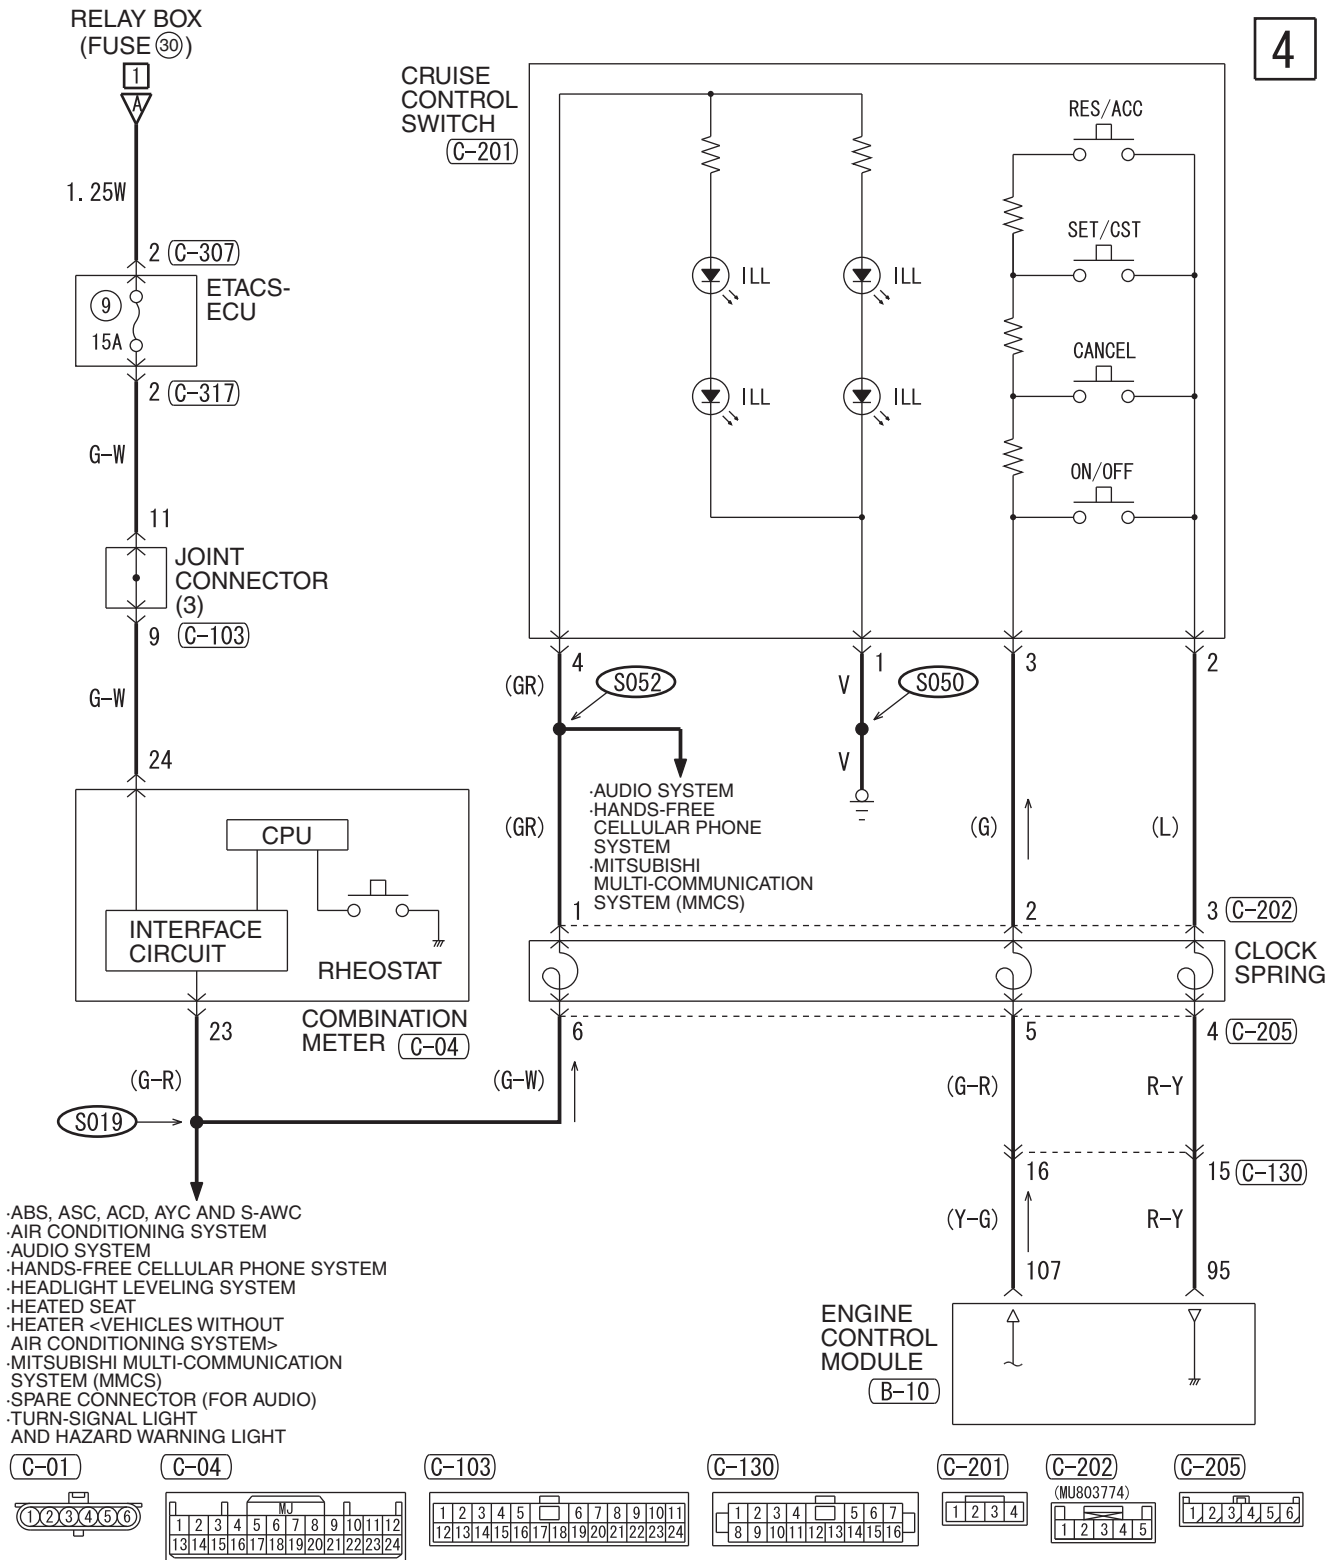 RELAY BOX
(FUSE 30)
1
A
1.25W
2 (C-307)
ETACS-
ECU
9
15A
2 (C-317)
G-W
11
JOINT
CONNECTOR
(3)
9 (C-103)
G-W
24
CPU
INTERFACE
CIRCUIT
RHEOSTAT
23
COMBINATION
METER (C-04)
(G-R)
S019
·ABS, ASC, ACD, AYC AND S-AWC
·AIR CONDITIONING SYSTEM
·AUDIO SYSTEM
·HANDS-FREE CELLULAR PHONE SYSTEM
·HEADLIGHT LEVELING SYSTEM
·HEATED SEAT
·HEATER <VEHICLES WITHOUT
AIR CONDITIONING SYSTEM>
·MITSUBISHI MULTI-COMMUNICATION
SYSTEM (MMCS)
·SPARE CONNECTOR (FOR AUDIO)
·TURN-SIGNAL LIGHT
AND HAZARD WARNING LIGHT
4
CRUISE
CONTROL
SWITCH
(C-201)
RES/ACC
SET/CST
ILL ILL
CANCEL
ILL ILL
ON/OFF
4 1 3 2
(GR) S052 V S050
V
·AUDIO SYSTEM
·HANDS-FREE
CELLULAR PHONE
SYSTEM
·MITSUBISHI
MULTI-COMMUNICATION
SYSTEM (MMCS)
(GR) (G) (L)
1 2 3 (C-202)
CLOCK
SPRING
6 5 4 (C-205)
(G-W) (G-R) R-Y
16 15 (C-130)
(Y-G) R-Y
107 95
ENGINE
CONTROL
MODULE
(B-10)
(C-01)
1 2 3 4 5 6
(C-04)
MJ
1 2 3 4 5 6 7 8 9 10 11 12
13 14 15 16 17 18 19 20 21 22 23 24
(C-103)
1 2 3 4 5 6 7 8 9 10 11
12 13 14 15 16 17 18 19 20 21 22 23 24
(C-130)
1 2 3 4 5 6 7
8 9 10 11 12 13 14 15 16
(C-201)
1 2 3 4
(C-202)
(MU803774)
1 2 3 4 5
(C-205)
1 2 3 4 5 6